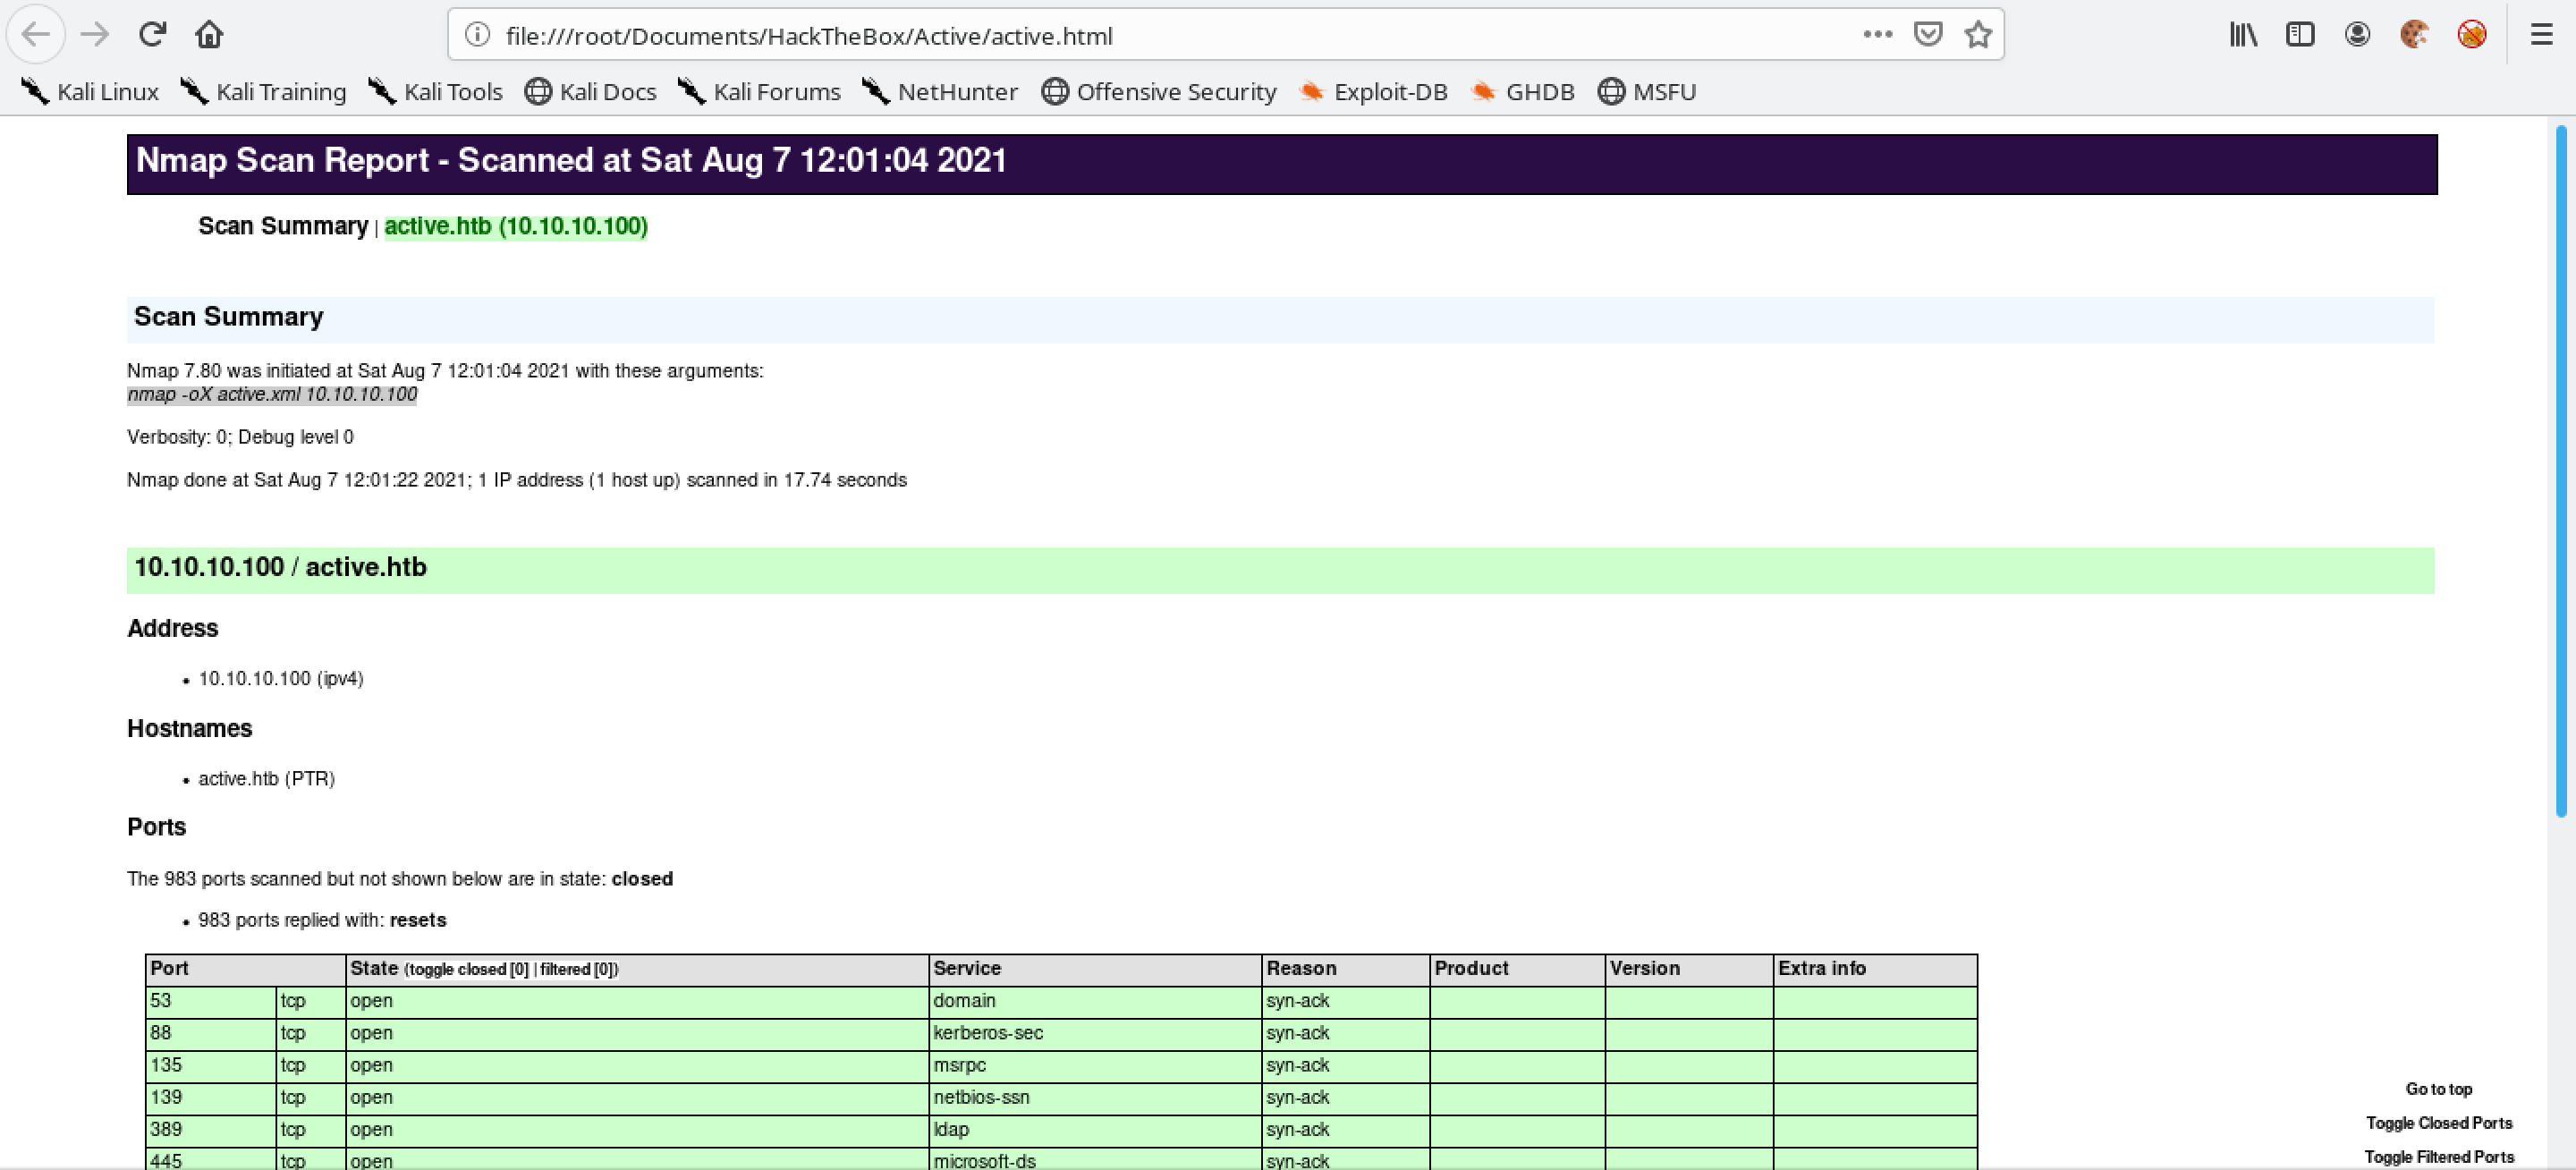 file:///root/Documents/HackTheBox/Active/active.html
Kali Linux Kali Training Kali Tools Kali Docs Kali Forums NetHunter Offensive Security Exploit-DB GHDB MSFU
Nmap Scan Report - Scanned at Sat Aug 7 12:01:04 2021
Scan Summary | active.htb (10.10.10.100)
Scan Summary
Nmap 7.80 was initiated at Sat Aug 7 12:01:04 2021 with these arguments:
nmap -oX active.xml 10.10.10.100
Verbosity: 0; Debug level 0
Nmap done at Sat Aug 7 12:01:22 2021; 1 IP address (1 host up) scanned in 17.74 seconds
10.10.10.100 / active.htb
Address
• 10.10.10.100 (ipv4)
Hostnames
• active.htb (PTR)
Ports
The 983 ports scanned but not shown below are in state: closed
• 983 ports replied with: resets
Port State (toggle closed [0] | filtered [0]) Service Reason Product Version Extra info
53 tcp open domain syn-ack
88 tcp open kerberos-sec syn-ack
135 tcp open msrpc syn-ack
139 tcp open netbios-ssn syn-ack
389 tcp open ldap syn-ack
445 tcp open microsoft-ds syn-ack
Go to top
Toggle Closed Ports
Toggle Filtered Ports